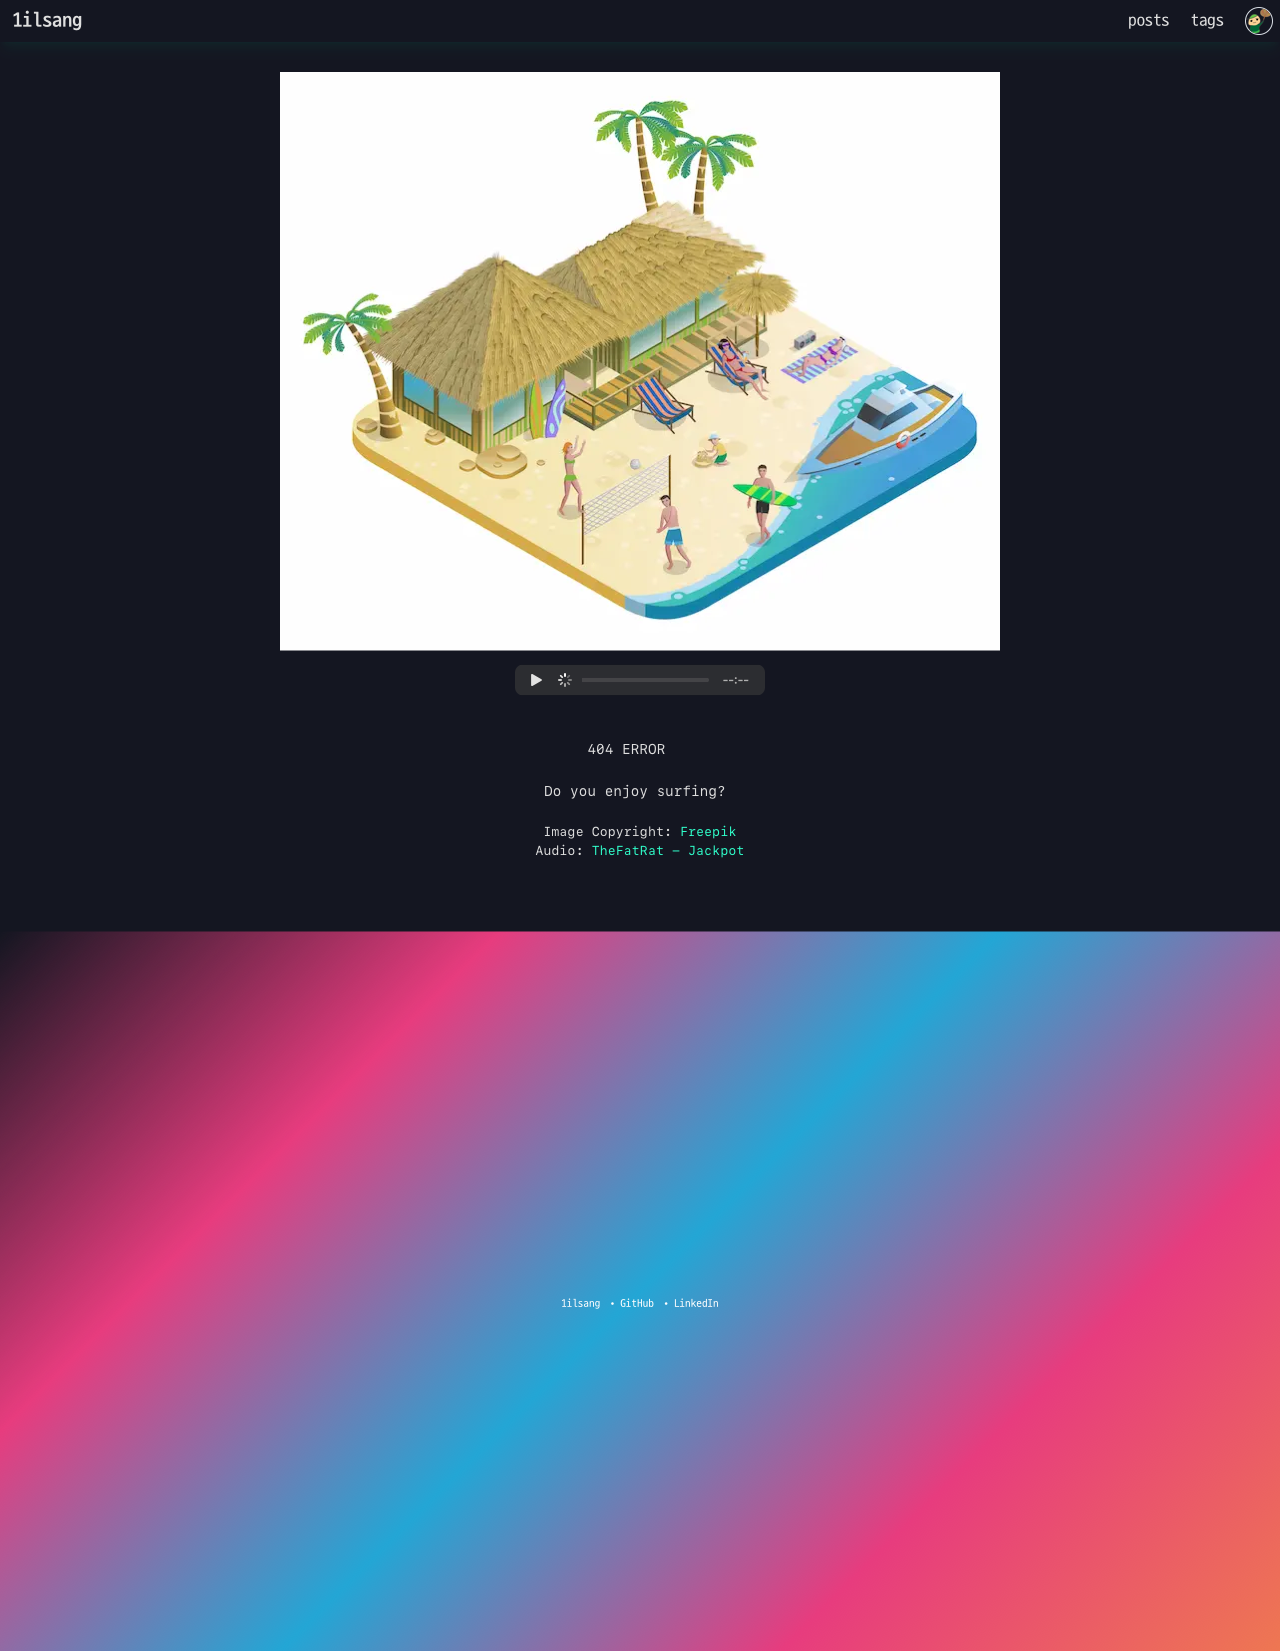 1ilsang
posts tags
--:--
404 ERROR
Do you enjoy surfing?
Image Copyright: Freepik
Audio: TheFatRat - Jackpot
1ilsang • GitHub • LinkedIn